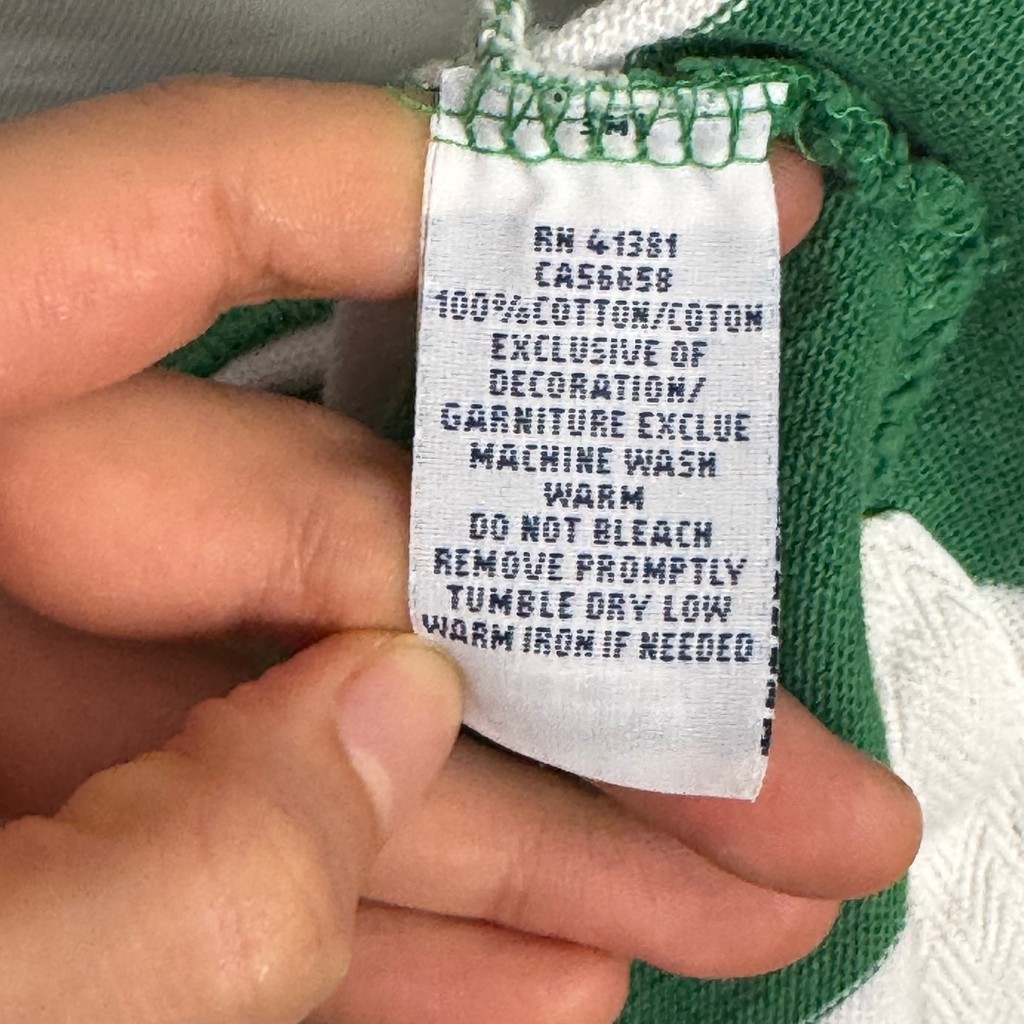 RN 41381
CA56658
100%COTTON/COTON
EXCLUSIVE OF
DECORATION/
GARNITURE EXCLUE
MACHINE WASH
WARM
DO NOT BLEACH
REMOVE PROMPTLY
TUMBLE DRY LOW
WARM IRON IF NEEDED